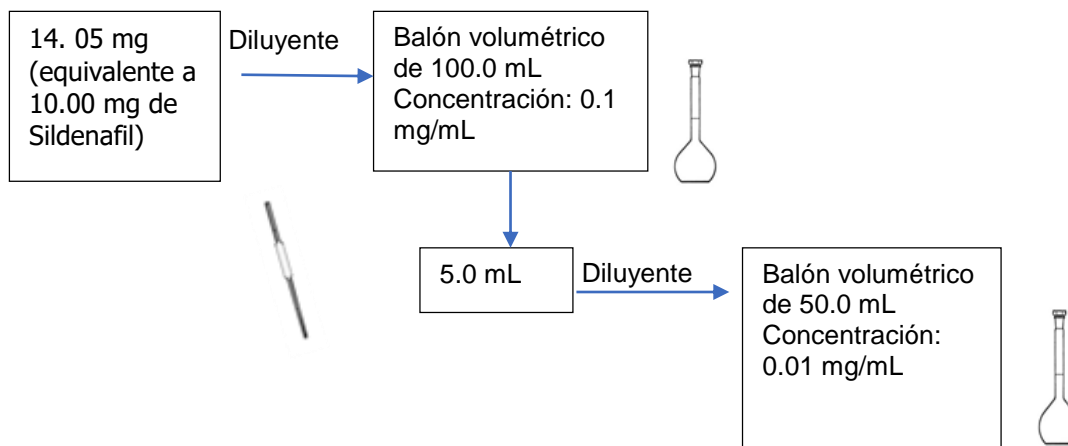 14. 05 mg
(equivalente a
10.00 mg de
Sildenafil)
Diluyente
Balón volumétrico
de 100.0 mL
Concentración: 0.1
mg/mL
5.0 mL
Diluyente
Balón volumétrico
de 50.0 mL
Concentración:
0.01 mg/mL